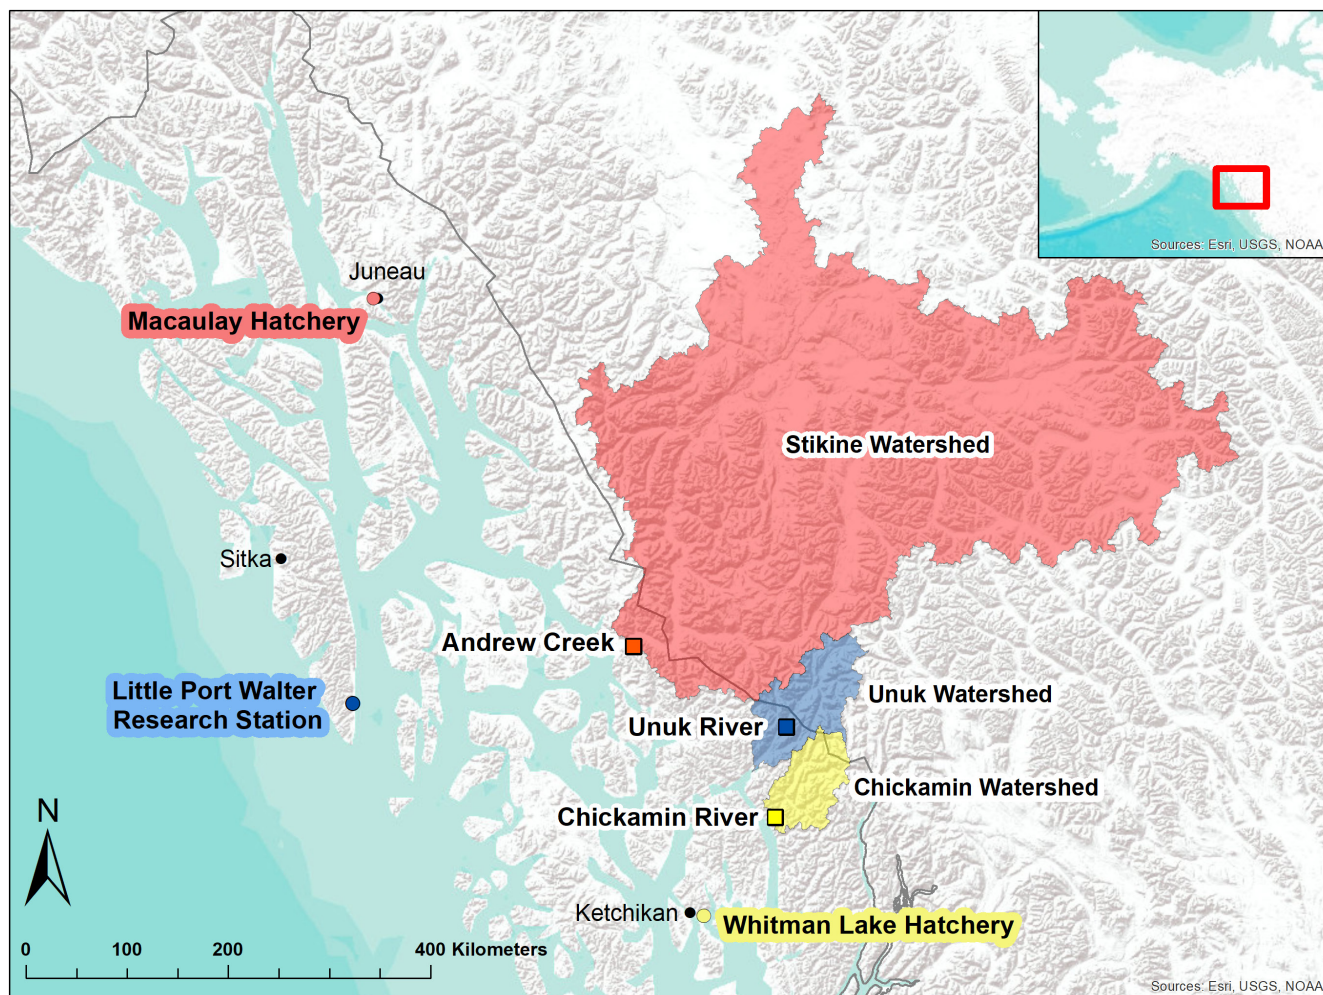 Sources: Esri, USGS, NOAA
Juneau
Macaulay Hatchery
Stikine Watershed
Sitka
Andrew Creek
Little Port Walter
Research Station
Unuk Watershed
Unuk River
Chickamin Watershed
Chickamin River
N
Ketchikan
Whitman Lake Hatchery
0 100 200 400 Kilometers
Sources: Esri, USGS, NOAA